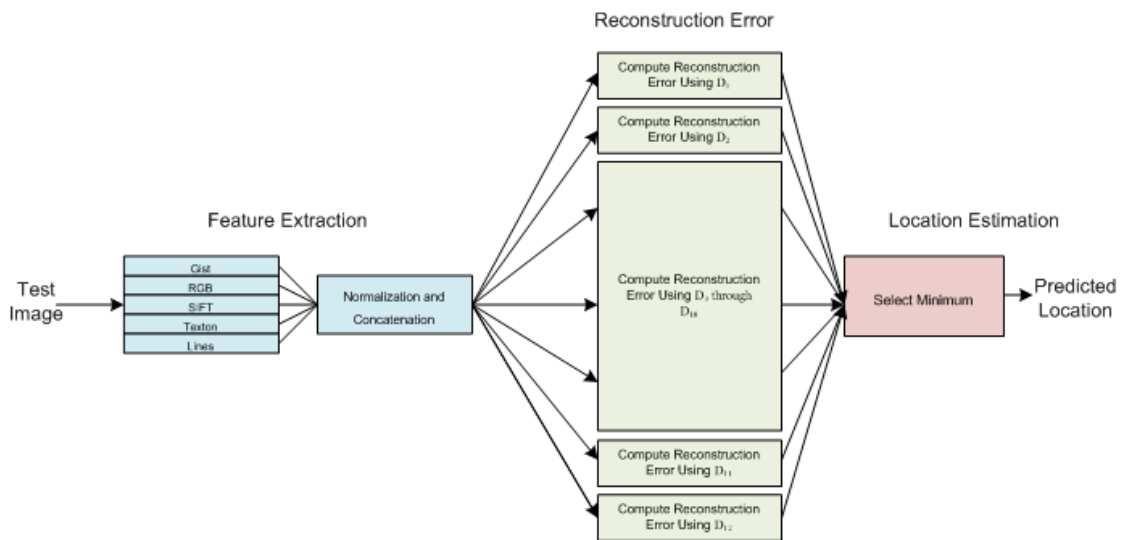 Reconstruction Error
Compute Reconstruction
Error Using D₁
Compute Reconstruction
Error Using D₂
Feature Extraction
Location Estimation
Test
Image
Gist
RGB
SIFT
Texton
Lines
Normalization and
Concatenation
Compute Reconstruction
Error Using D₃ through
D₁₀
Select Minimum
Predicted
Location
Compute Reconstruction
Error Using D₁₁
Compute Reconstruction
Error Using D₁₂